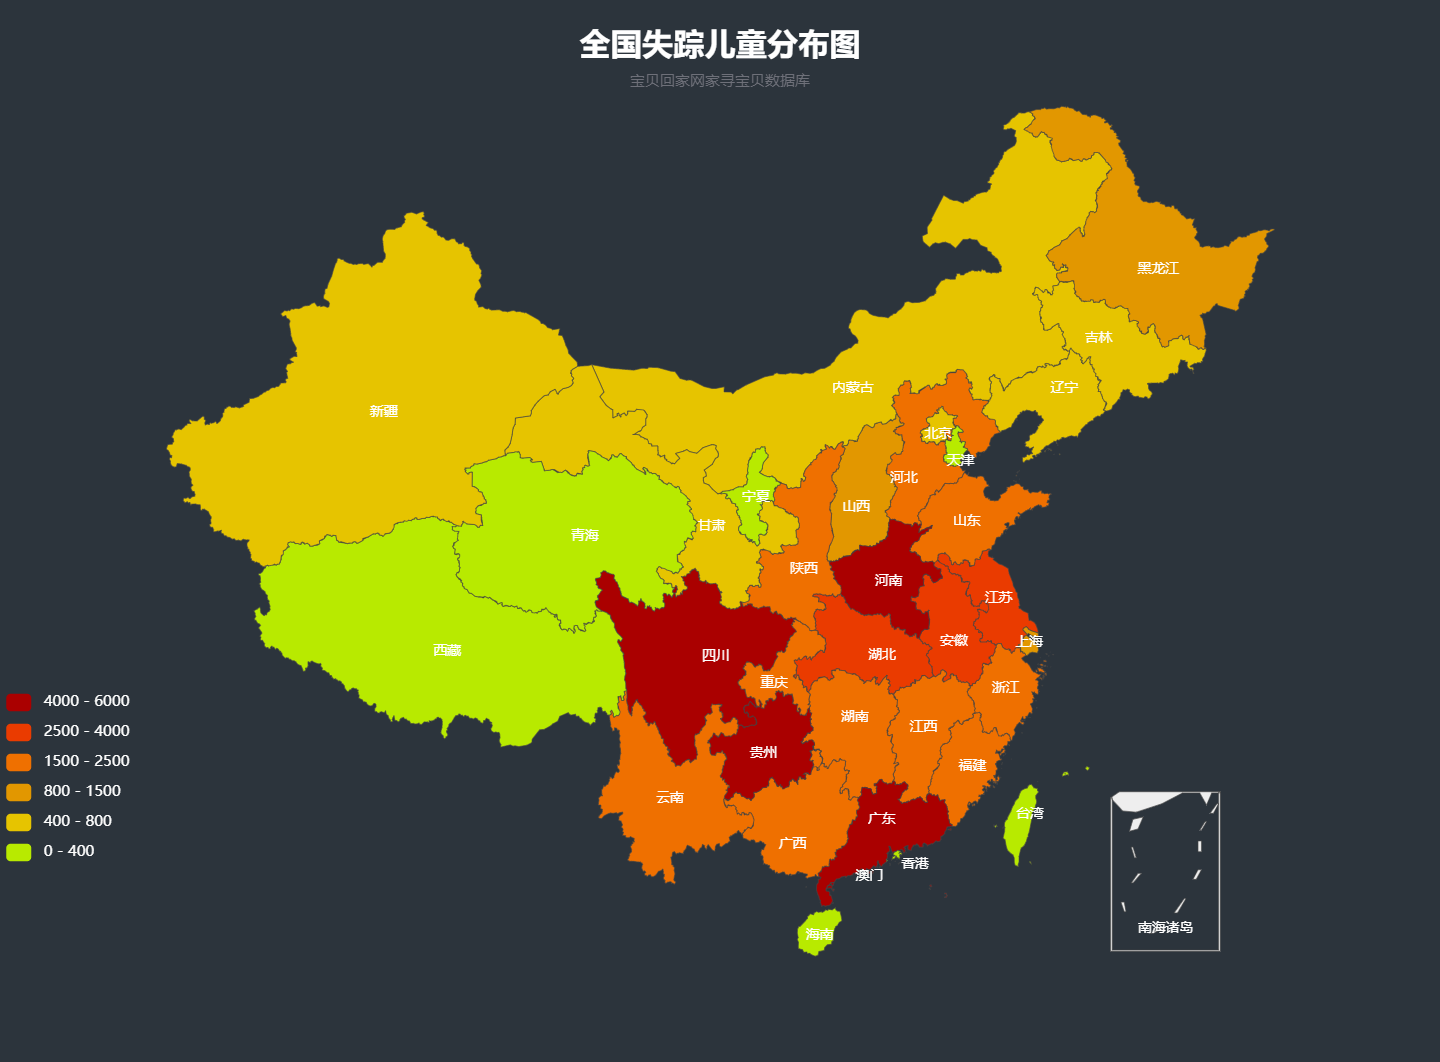 全国失踪儿童分布图
宝贝回家网家寻宝贝数据库
黑龙江
吉林
内蒙古
辽宁
新疆
北京
天津
河北
宁夏
山西
山东
甘肃
青海
陕西
河南
江苏
安徽
上海
西藏
四川
湖北
重庆
浙江
湖南
江西
贵州
福建
云南
台湾
广东
广西
香港
澳门
海南
南海诸岛
4000 - 6000
2500 - 4000
1500 - 2500
800 - 1500
400 - 800
0 - 400